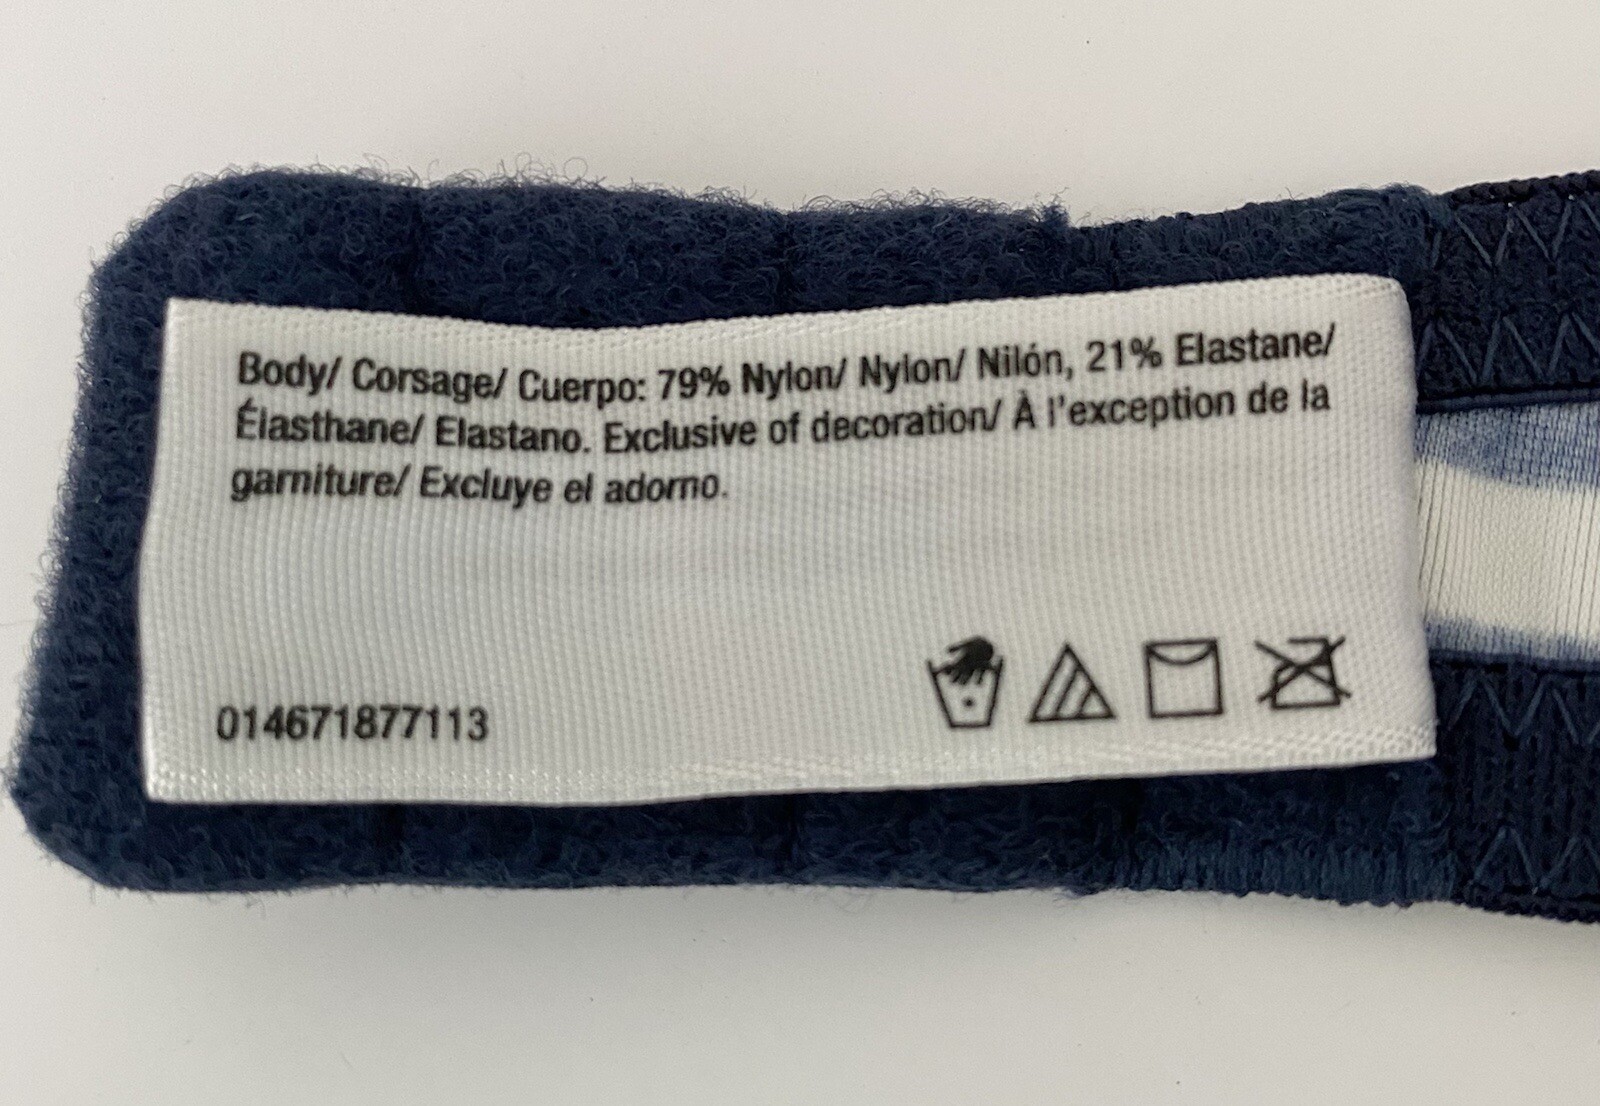 Body/ Corsage/ Cuerpo: 79% Nylon/ Nylon/ Nilón, 21% Elastane/
Élasthane/ Elastano. Exclusive of decoration/ À l'exception de la
garniture/ Excluye el adorno.
014671877113